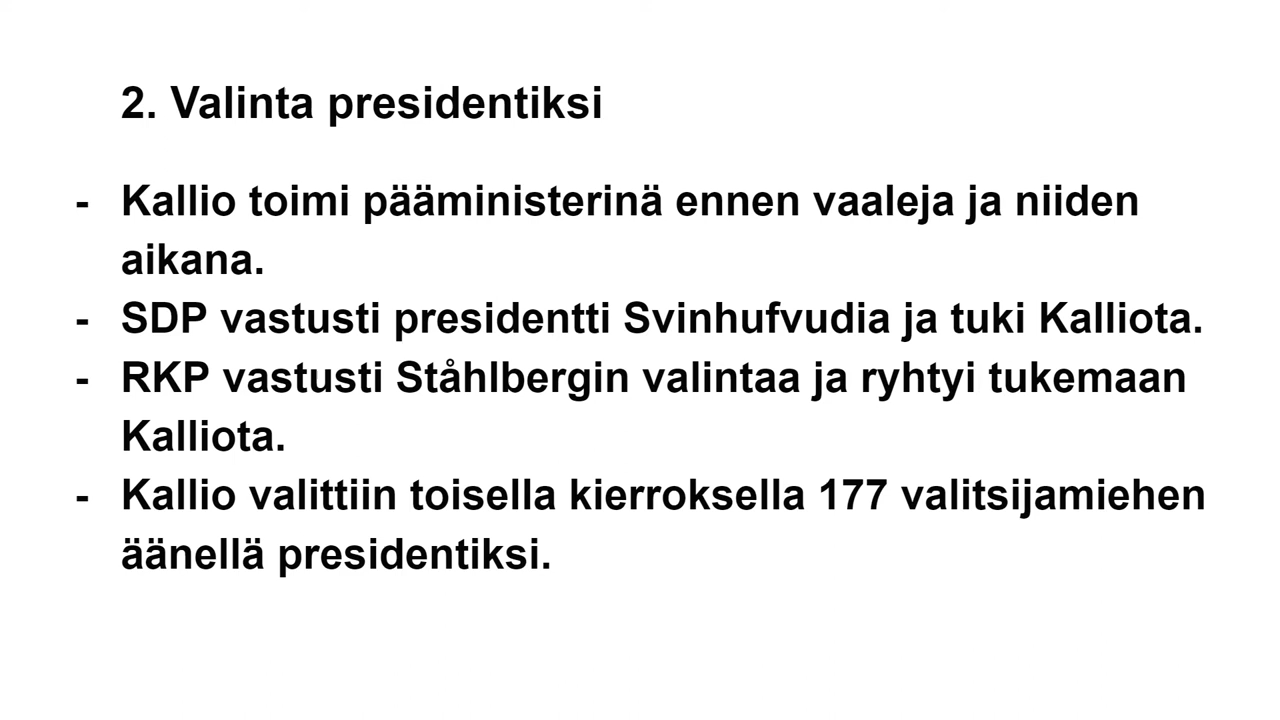 2. Valinta presidentiksi
- Kallio toimi pääministerinä ennen vaaleja ja niiden
aikana.
- SDP vastusti presidentti Svinhufvudia ja tuki Kalliota.
- RKP vastusti Ståhlbergin valintaa ja ryhtyi tukemaan
Kalliota.
- Kallio valittiin toisella kierroksella 177 valitsijamiehen
äänellä presidentiksi.